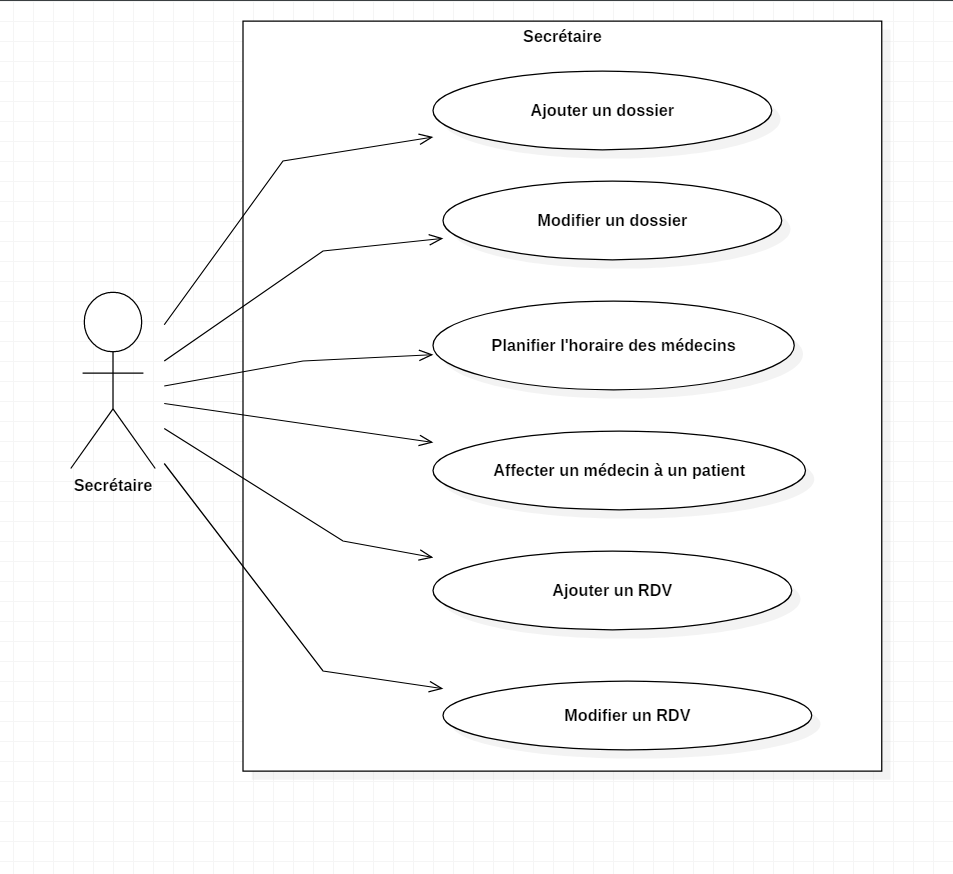 Secrétaire
Ajouter un dossier
Modifier un dossier
Planifier l'horaire des médecins
Affecter un médecin à un patient
Secrétaire
Ajouter un RDV
Modifier un RDV